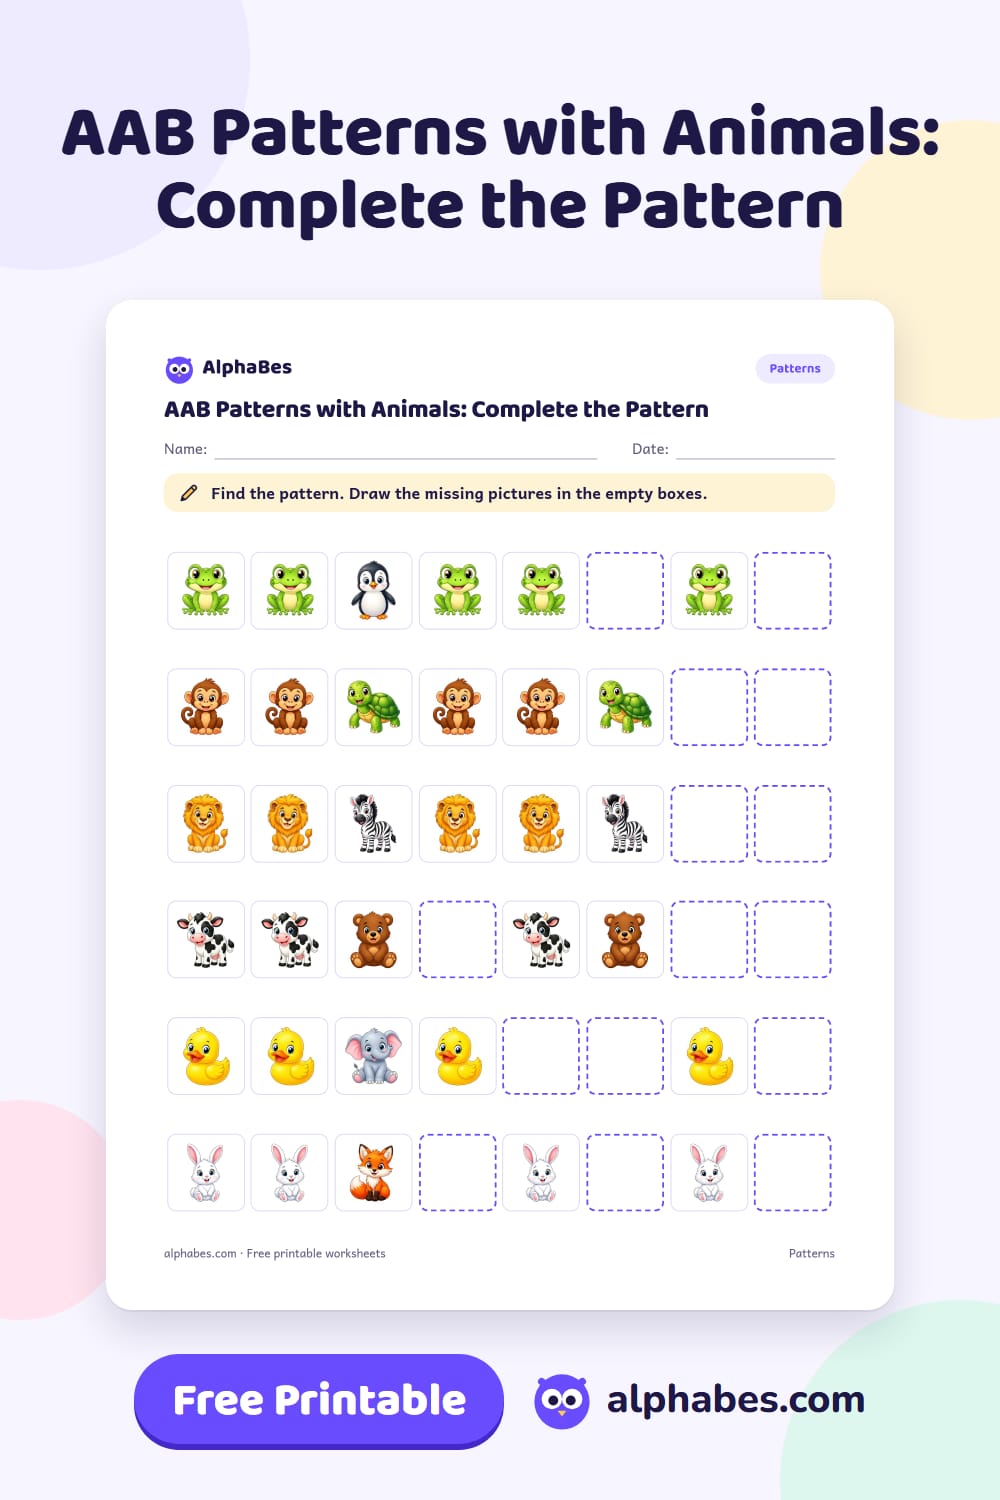 AAB Patterns with Animals:
Complete the Pattern
AlphaBes
Patterns
AAB Patterns with Animals: Complete the Pattern
Name:
Date:
Find the pattern. Draw the missing pictures in the empty boxes.
alphabes.com · Free printable worksheets
Patterns
Free Printable
alphabes.com